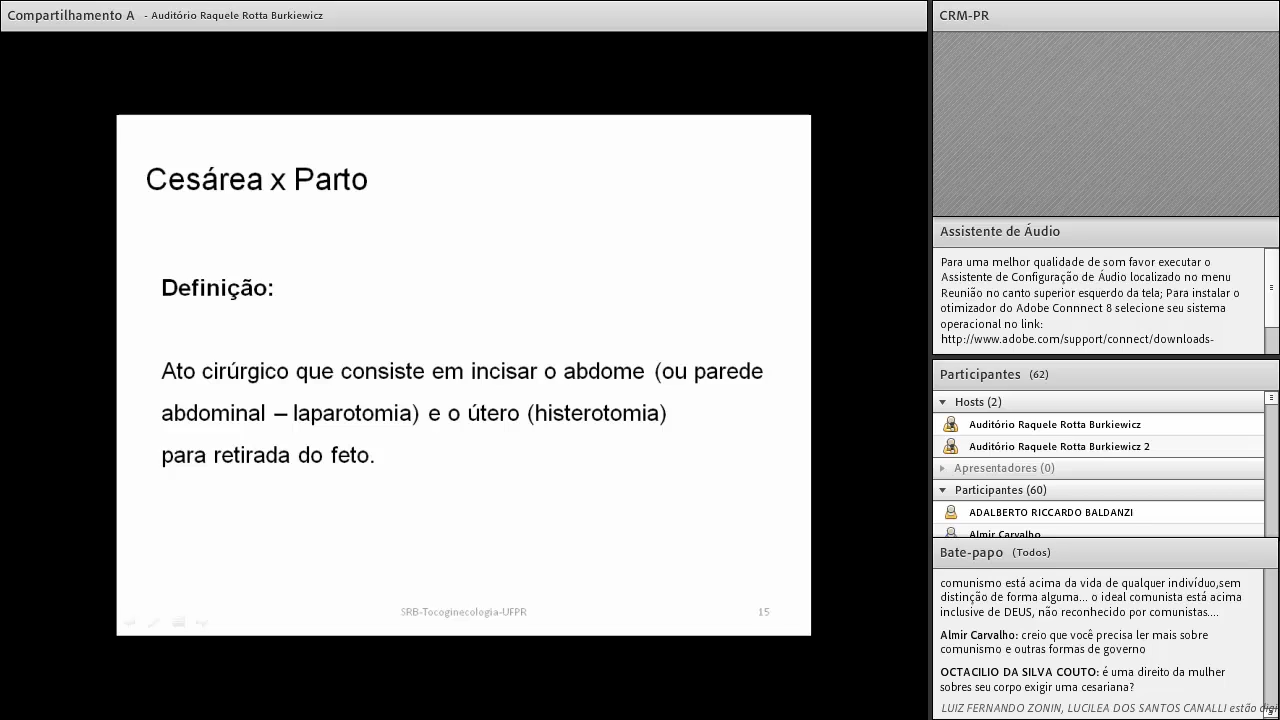 Compartilhamento A - Auditório Raquele Rotta Burkiewicz
Cesárea x Parto
Definição:
Ato cirúrgico que consiste em incisar o abdome (ou parede
abdominal – laparotomia) e o útero (histerotomia)
para retirada do feto.
SRB-Tocoginecologia-UFPR
15
CRM-PR
Assistente de Áudio
Para uma melhor qualidade de som favor executar o
Assistente de Configuração de Áudio localizado no menu
Reunião no canto superior esquerdo da tela; Para instalar o
otimizador do Adobe Connnect 8 selecione seu sistema
operacional no link:
http://www.adobe.com/support/connect/downloads-
Participantes (62)
Hosts (2)
Auditório Raquele Rotta Burkiewicz
Auditório Raquele Rotta Burkiewicz 2
Apresentadores (0)
Participantes (60)
ADALBERTO RICCARDO BALDANZI
Almir Carvalho
Bate-papo (Todos)
comunismo está acima da vida de qualquer indivíduo,sem
distinção de forma alguma... o ideal comunista está acima
inclusive de DEUS, não reconhecido por comunistas....
Almir Carvalho: creio que você precisa ler mais sobre
comunismo e outras formas de governo
OCTACILIO DA SILVA COUTO: é uma direito da mulher
sobres seu corpo exigir uma cesariana?
LUIZ FERNANDO ZONIN, LUCILEA DOS SANTOS CANALLI estão